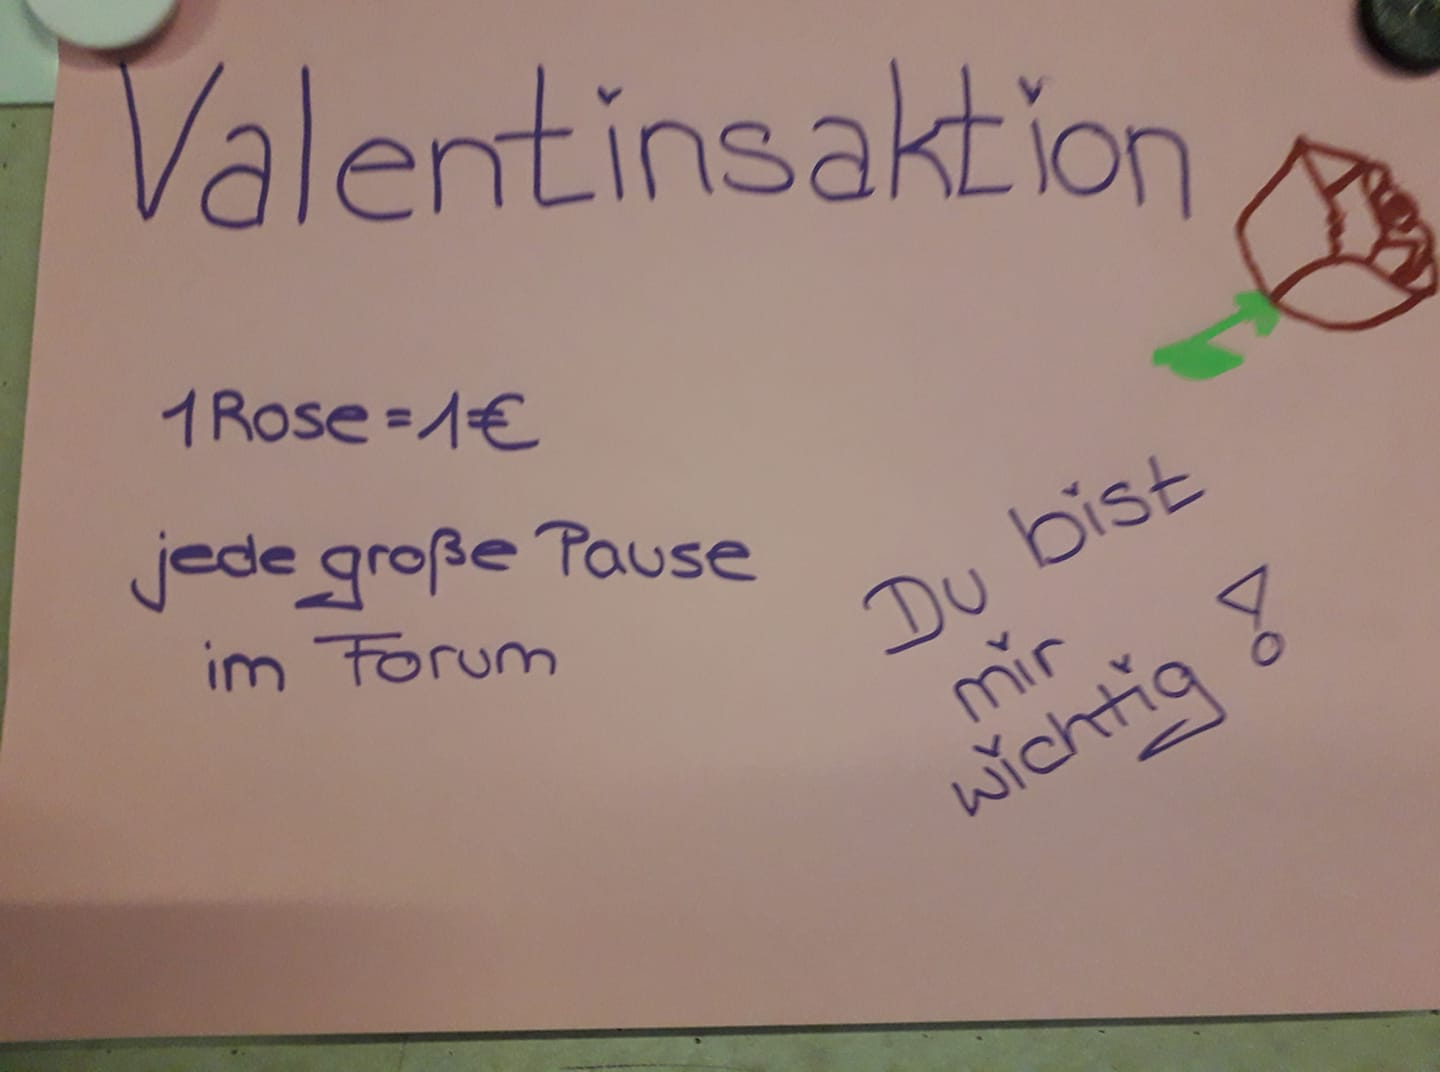 Valentinsaktion
1 Rose = 1 €
jede große Pause
im Forum
Du bist
mir
wichtig!